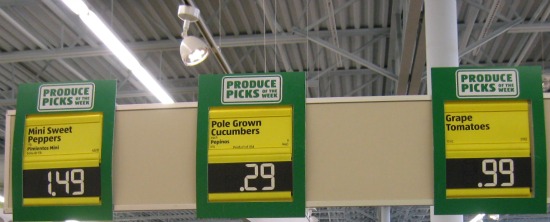 PRODUCE
PICKS OF THE WEEK
Mini Sweet
Peppers
Pimientos Mini
1.49
PRODUCE
PICKS OF THE WEEK
Pole Grown
Cucumbers
Pepinos
.29
PRODUCE
PICKS OF THE WEEK
Grape
Tomatoes
.99